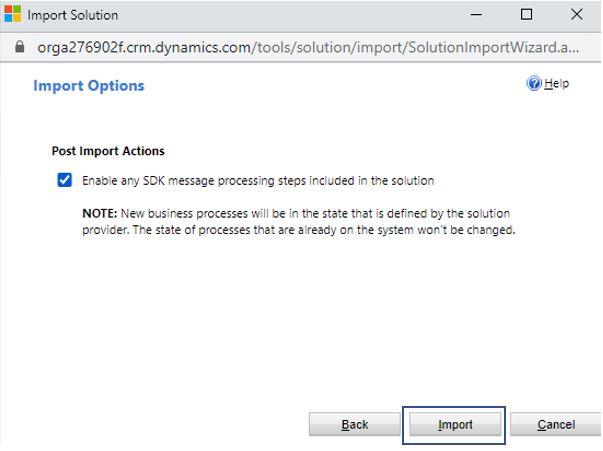 Import Solution
orga276902f.crm.dynamics.com/tools/solution/import/SolutionImportWizard.a...
Import Options
Help
Post Import Actions
Enable any SDK message processing steps included in the solution
NOTE: New business processes will be in the state that is defined by the solution
provider. The state of processes that are already on the system won't be changed.
Back
Import
Cancel